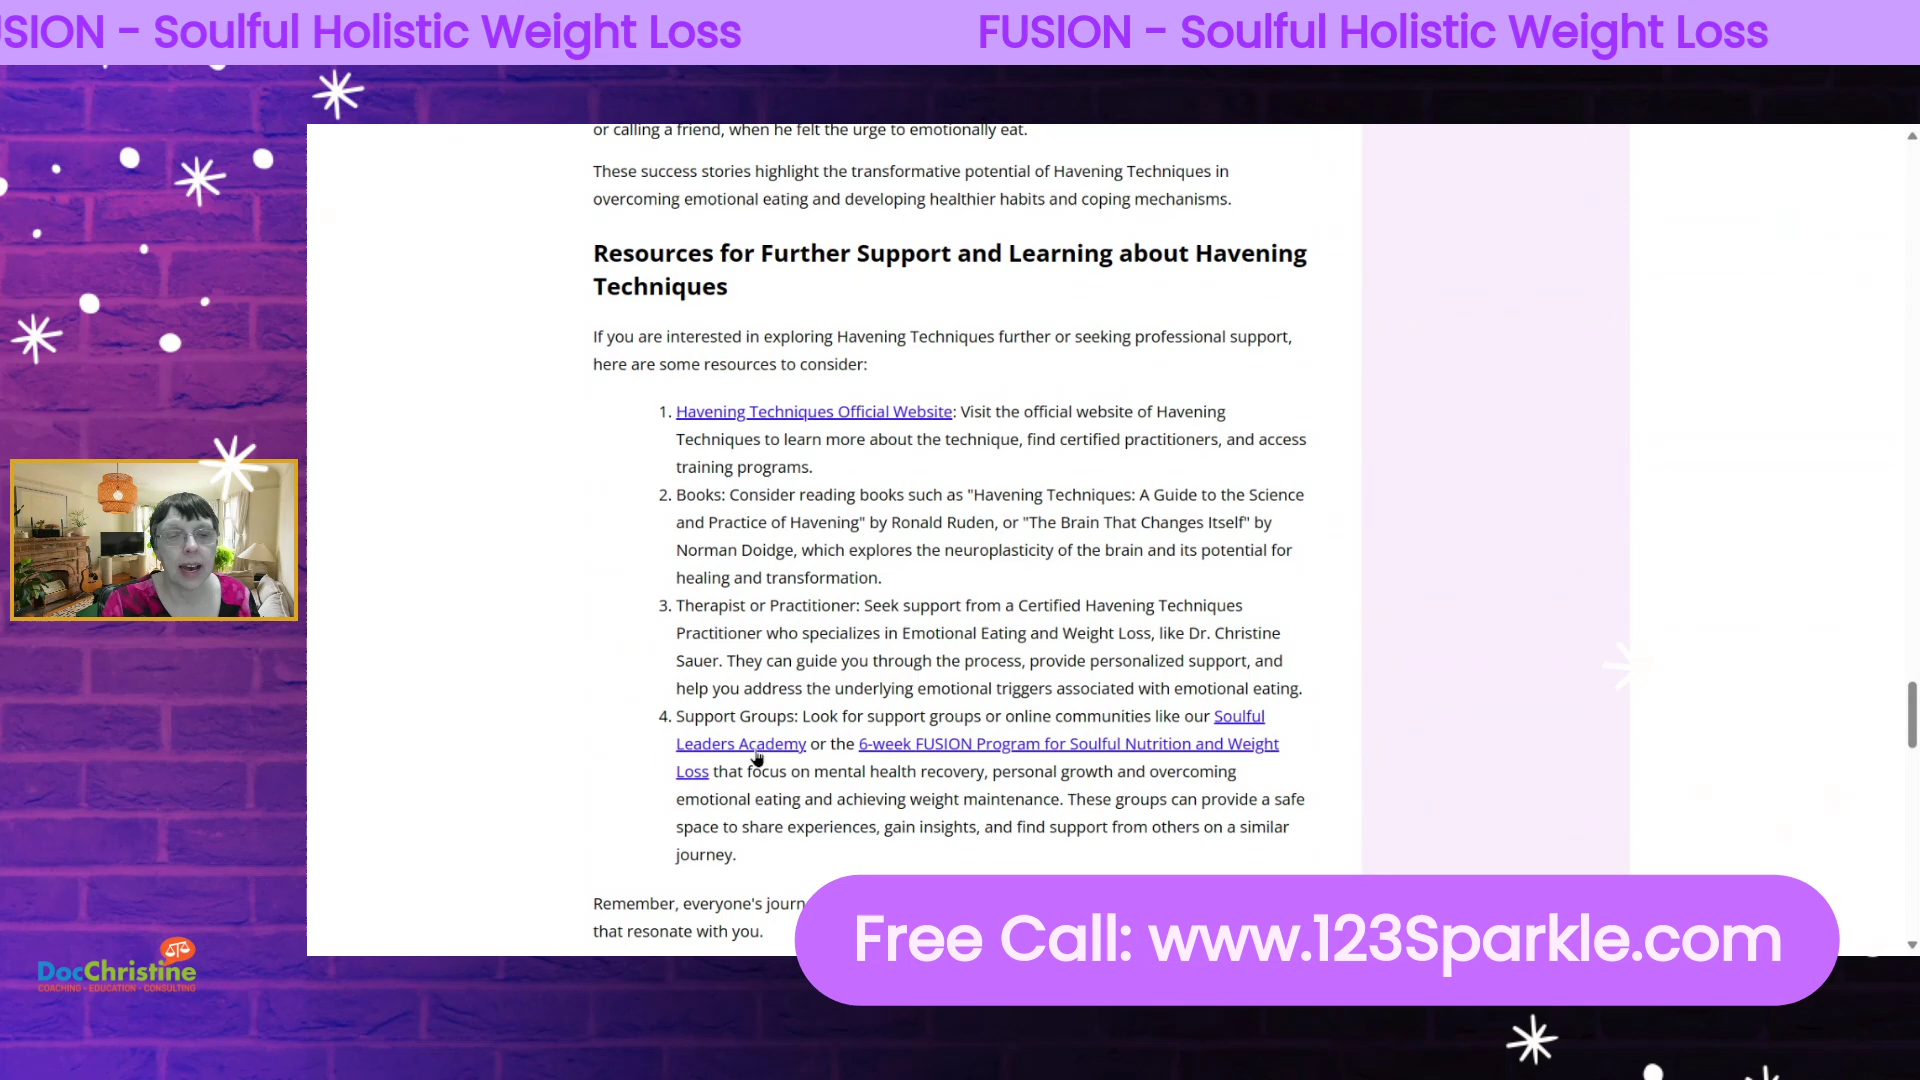 SION - Soulful Holistic Weight Loss
FUSION - Soulful Holistic Weight Loss
or calling a friend, when he felt the urge to emotionally eat.
These success stories highlight the transformative potential of Havening Techniques in
overcoming emotional eating and developing healthier habits and coping mechanisms.
Resources for Further Support and Learning about Havening
Techniques
If you are interested in exploring Havening Techniques further or seeking professional support,
here are some resources to consider:
1. Havening Techniques Official Website: Visit the official website of Havening
Techniques to learn more about the technique, find certified practitioners, and access
training programs.
2. Books: Consider reading books such as "Havening Techniques: A Guide to the Science
and Practice of Havening" by Ronald Ruden, or "The Brain That Changes Itself" by
Norman Doidge, which explores the neuroplasticity of the brain and its potential for
healing and transformation.
3. Therapist or Practitioner: Seek support from a Certified Havening Techniques
Practitioner who specializes in Emotional Eating and Weight Loss, like Dr. Christine
Sauer. They can guide you through the process, provide personalized support, and
help you address the underlying emotional triggers associated with emotional eating.
4. Support Groups: Look for support groups or online communities like our Soulful
Leaders Academy or the 6-week FUSION Program for Soulful Nutrition and Weight
Loss that focus on mental health recovery, personal growth and overcoming
emotional eating and achieving weight maintenance. These groups can provide a safe
space to share experiences, gain insights, and find support from others on a similar
journey.
Remember, everyone's journ
that resonate with you.
Free Call: www.123Sparkle.com
DocChristine
COACHING - EDUCATION - CONSULTING